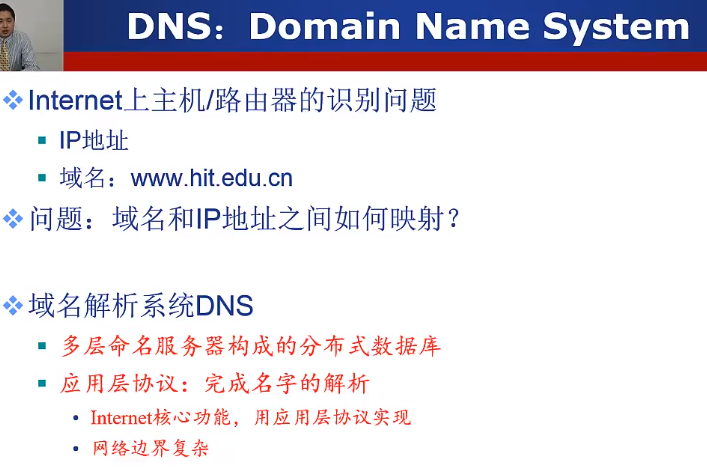 DNS：Domain Name System
Internet上主机/路由器的识别问题
IP地址
域名：www.hit.edu.cn
问题：域名和IP地址之间如何映射？
域名解析系统DNS
多层命名服务器构成的分布式数据库
应用层协议：完成名字的解析
Internet核心功能，用应用层协议实现
网络边界复杂